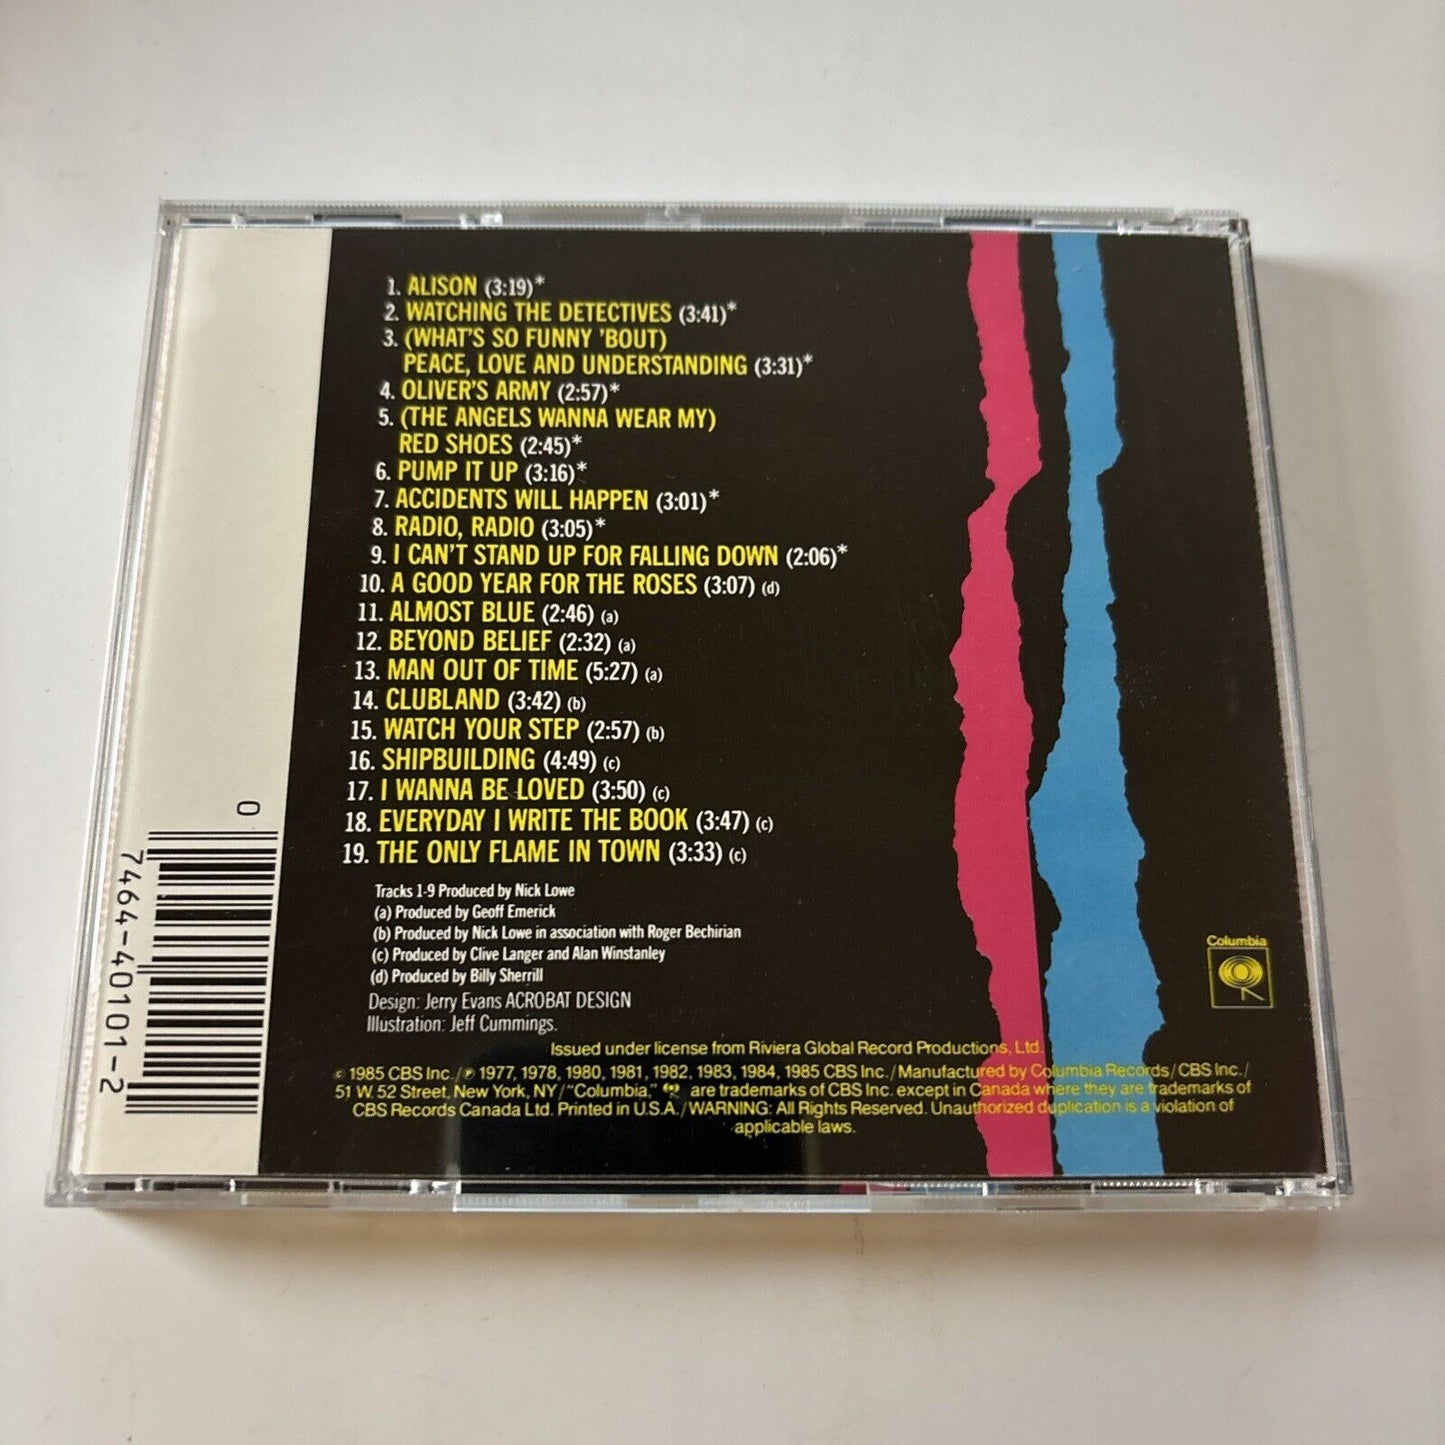 1. ALISON (3:19)*
2. WATCHING THE DETECTIVES (3:41)*
3. (WHAT'S SO FUNNY 'BOUT)
PEACE, LOVE AND UNDERSTANDING (3:31)*
4. OLIVER'S ARMY (2:57)*
5. (THE ANGELS WANNA WEAR MY)
RED SHOES (2:45)*
6. PUMP IT UP (3:16)*
7. ACCIDENTS WILL HAPPEN (3:01)*
8. RADIO, RADIO (3:05)*
9. I CAN'T STAND UP FOR FALLING DOWN (2:06)*
10. A GOOD YEAR FOR THE ROSES (3:07) (d)
11. ALMOST BLUE (2:46) (a)
12. BEYOND BELIEF (2:32) (a)
13. MAN OUT OF TIME (5:27) (a)
14. CLUBLAND (3:42) (b)
15. WATCH YOUR STEP (2:57) (b)
16. SHIPBUILDING (4:49) (c)
17. I WANNA BE LOVED (3:50) (c)
18. EVERYDAY I WRITE THE BOOK (3:47) (c)
19. THE ONLY FLAME IN TOWN (3:33) (c)
Tracks 1-9 Produced by Nick Lowe
(a) Produced by Geoff Emerick
(b) Produced by Nick Lowe in association with Roger Bechirian
(c) Produced by Clive Langer and Alan Winstanley
(d) Produced by Billy Sherrill
Design: Jerry Evans ACROBAT DESIGN
Illustration: Jeff Cummings.
Issued under license from Riviera Global Record Productions, Ltd.
© 1985 CBS Inc./℗ 1977, 1978, 1980, 1981, 1982, 1983, 1984, 1985 CBS Inc./Manufactured by Columbia Records/CBS Inc./
51 W. 52 Street, New York, NY/"Columbia," are trademarks of CBS Inc. except in Canada where they are trademarks of
CBS Records Canada Ltd. Printed in U.S.A./WARNING: All Rights Reserved. Unauthorized duplication is a violation of
applicable laws.
Columbia
0
7464-40101-2